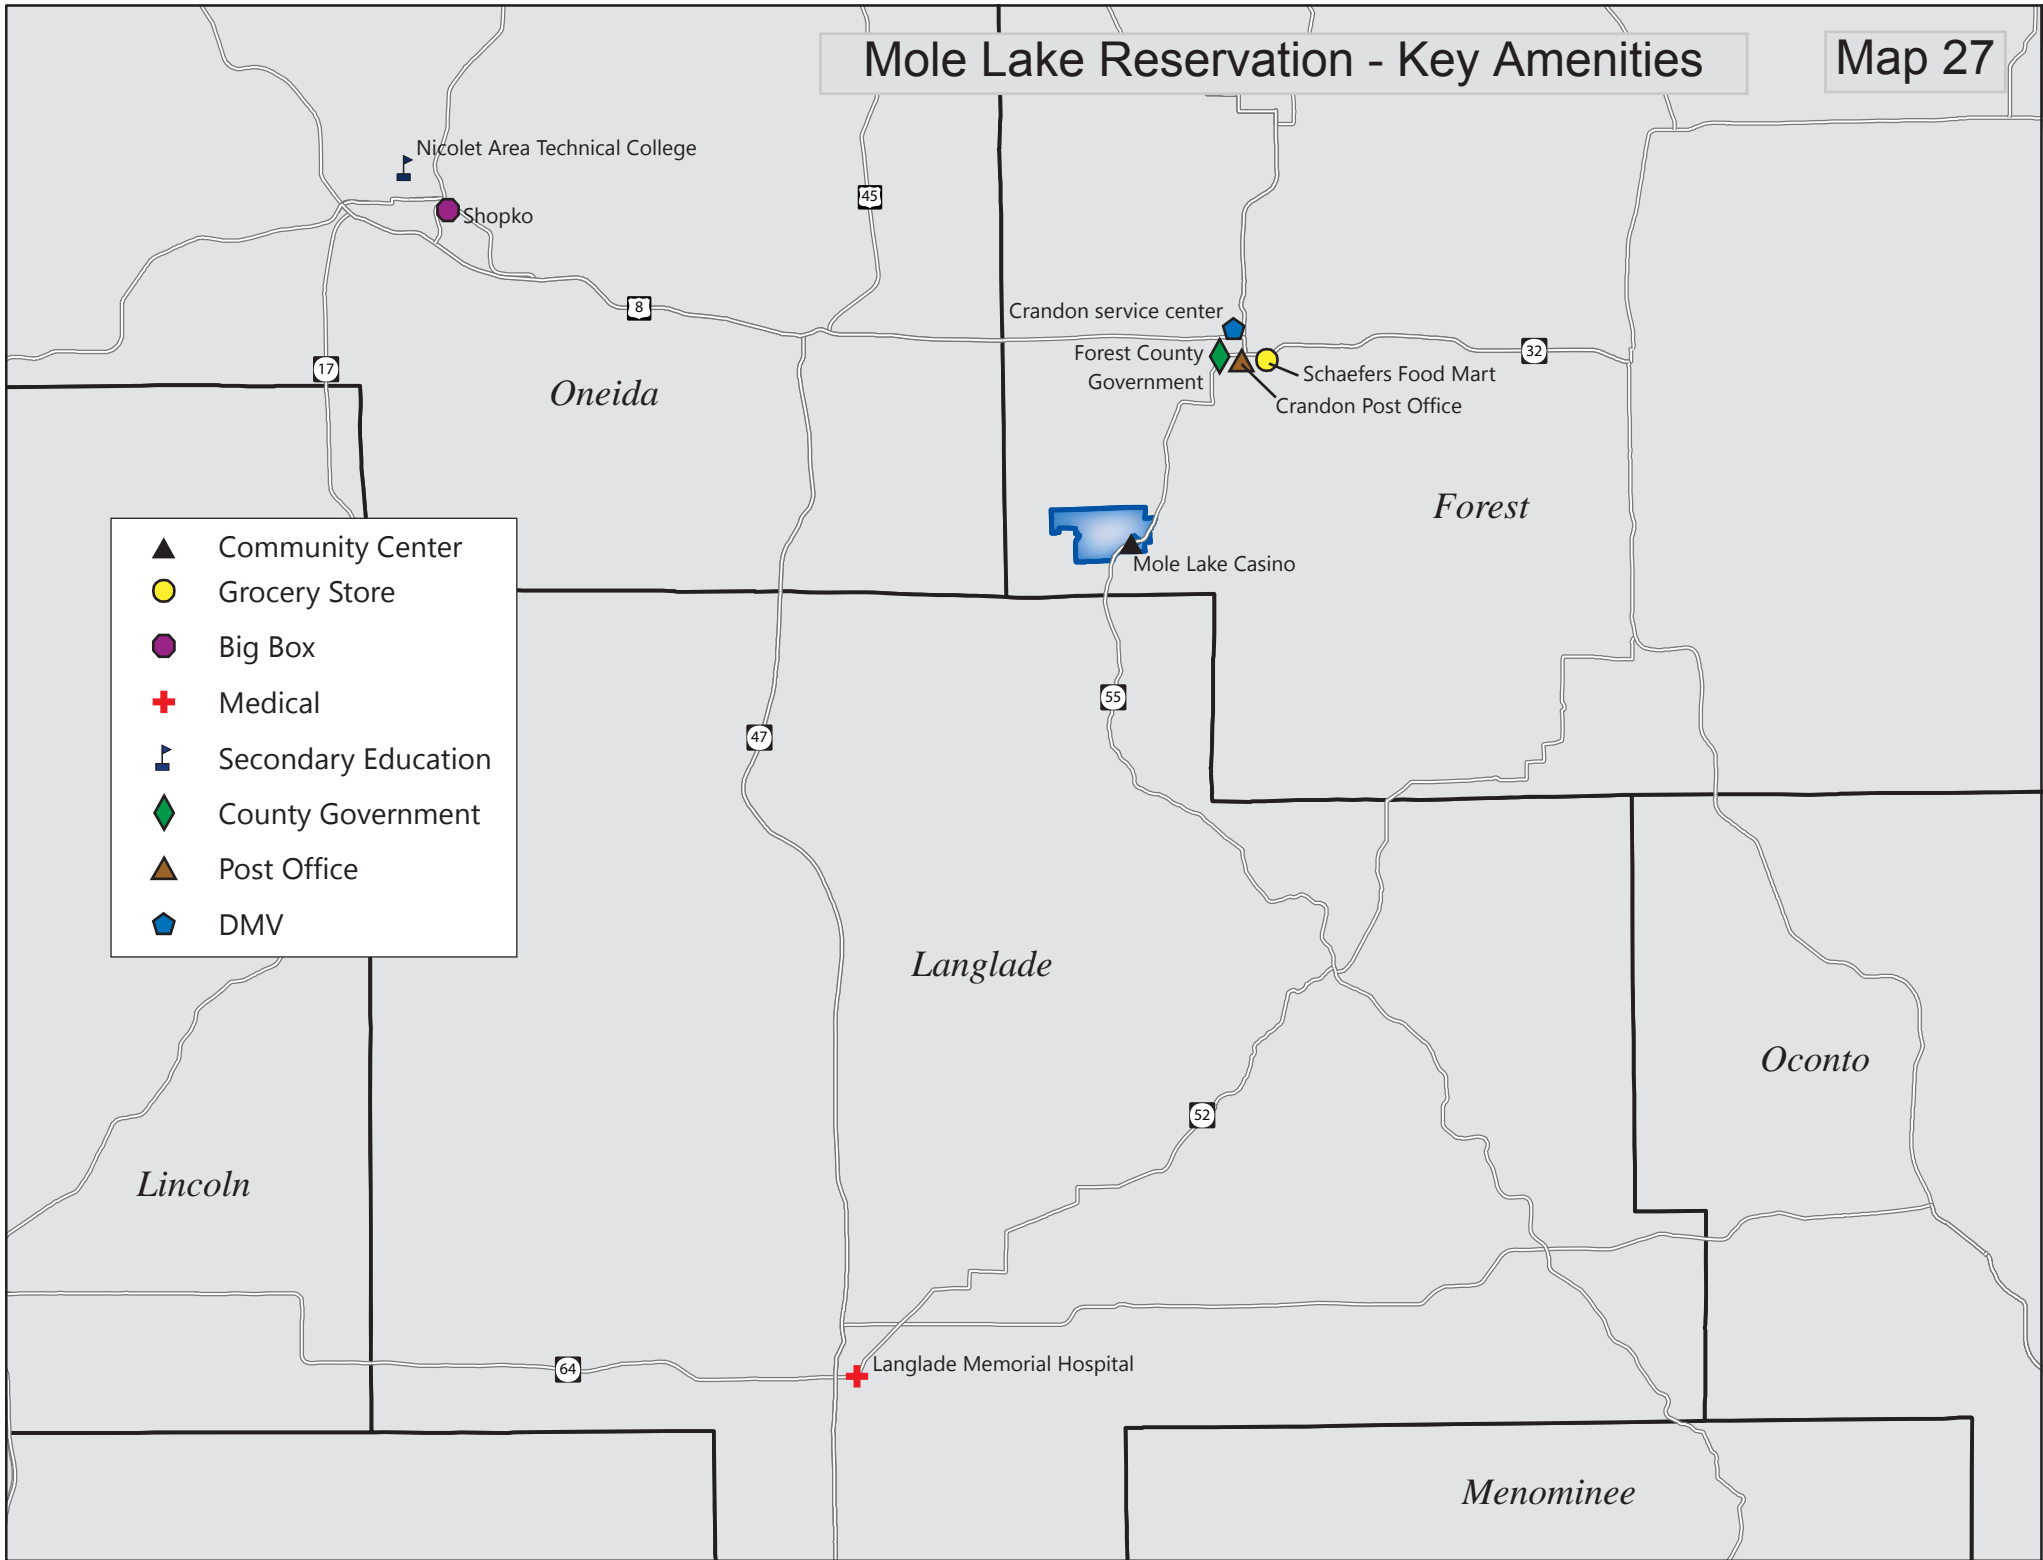 Mole Lake Reservation - Key Amenities
Map 27
Nicolet Area Technical College
Shopko
45
8
Crandon service center
Forest County
Government
32
Schaefers Food Mart
Crandon Post Office
17
Oneida
Forest
Mole Lake Casino
Community Center
Grocery Store
Big Box
Medical
Secondary Education
County Government
Post Office
DMV
55
47
Langlade
Oconto
52
Lincoln
64
Langlade Memorial Hospital
Menominee